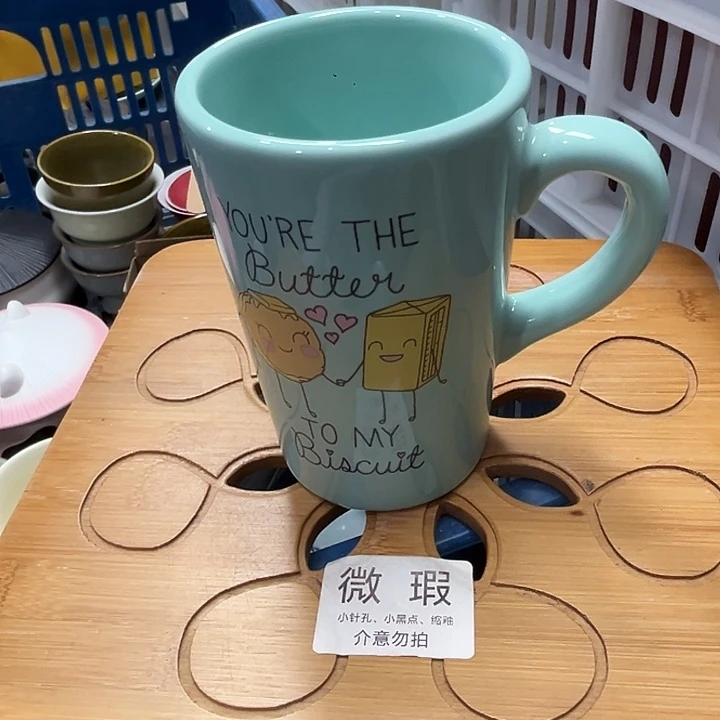 YOU'RE THE
Butter
TO MY
Biscuit
微 瑕
小针孔、小黑点、缩釉
介意勿拍